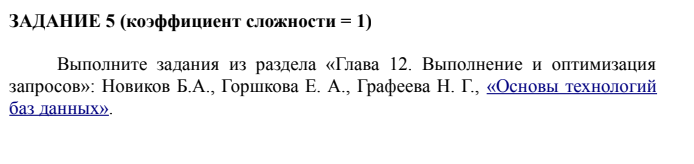 ЗАДАНИЕ 5 (коэффициент сложности = 1)
Выполните задания из раздела «Глава 12. Выполнение и оптимизация
запросов»: Новиков Б.А., Горшкова Е. А., Графеева Н. Г., «Основы технологий
баз данных».